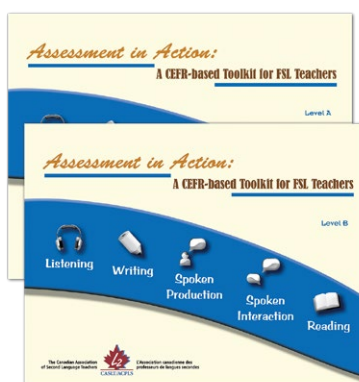 Assessment in Action:
A CEFR-based Toolkit for FSL Teachers
Level A
Assessment in Action:
A CEFR-based Toolkit for FSL Teachers
Level B
Listening
Writing
Spoken
Production
Spoken
Interaction
Reading
The Canadian Association
of Second Language Teachers
L2
CASLT/ACPLS
L'Association canadienne des
professeurs de langues secondes